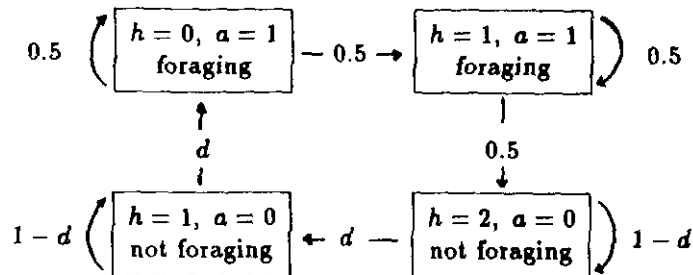 h = 0, a = 1
foraging
0.5
0.5
h = 1, a = 1
foraging
0.5
d
0.5
h = 1, a = 0
not foraging
1 − d
d
h = 2, a = 0
not foraging
1 − d